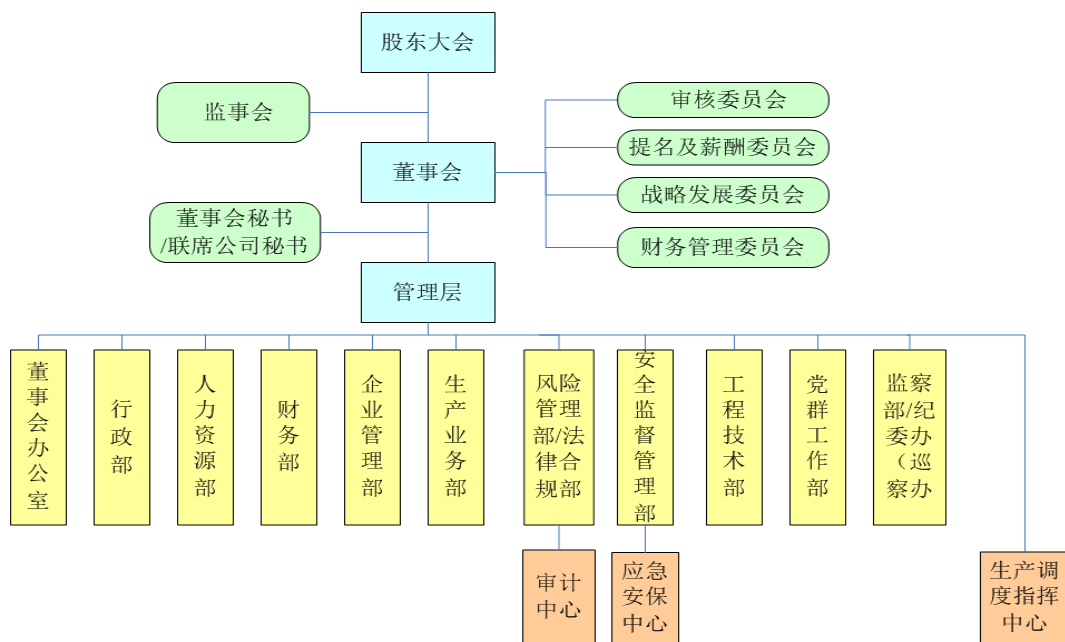 股东大会
监事会
审核委员会
提名及薪酬委员会
董事会
战略发展委员会
董事会秘书
/联席公司秘书
财务管理委员会
管理层
董事会办公室
行政部
人力资源部
财务部
企业管理部
生产业务部
风险
管理
部/法
律合
规部
安全监督管理部
工程技术部
党群工作部
监察
部/纪
委办
（巡
察办
审计
中心
应急
安保
中心
生产调
度指挥
中心